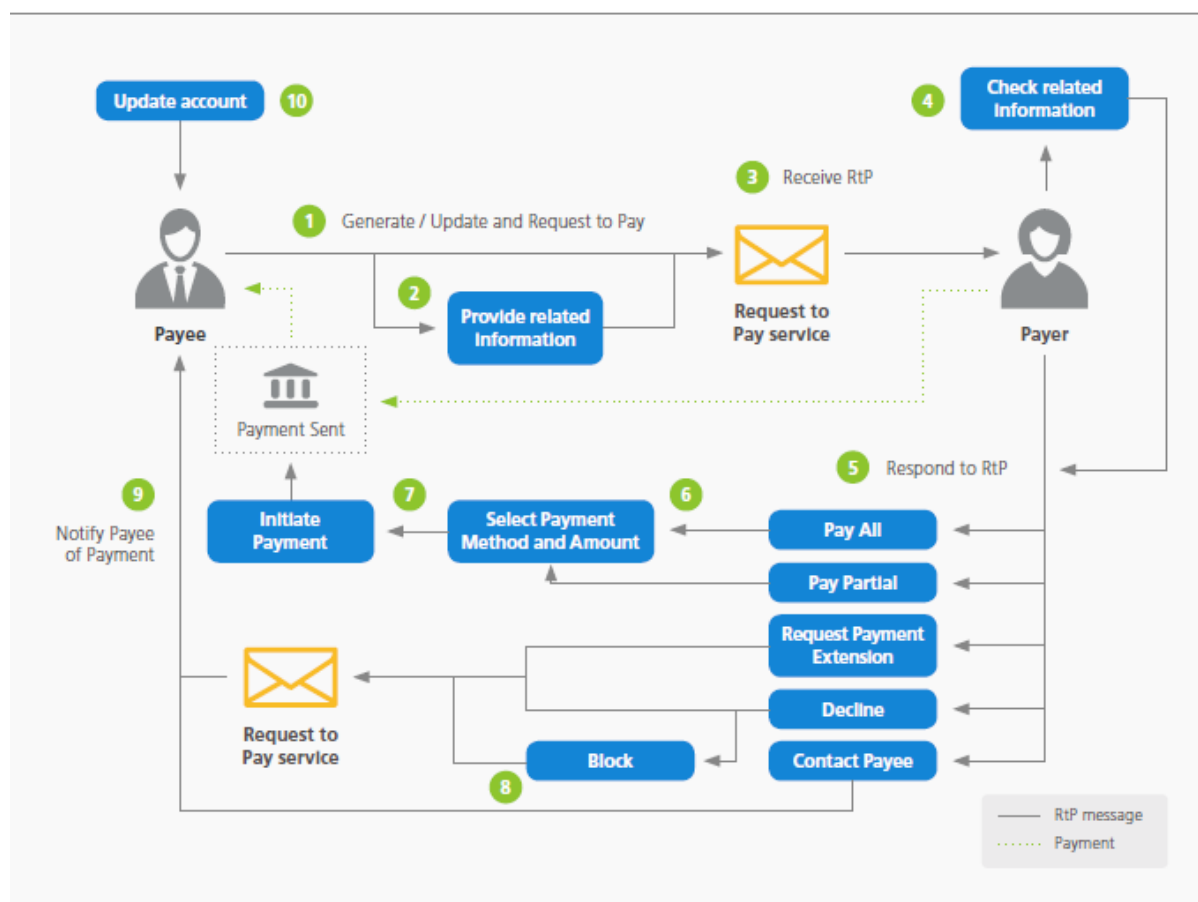 Update account
10
4
Check related
Information
3
Receive RtP
1
Generate / Update and Request to Pay
2
Provide related
Information
Payee
Request to
Pay service
Payer
Payment Sent
5
Respond to RtP
9
Notify Payee
of Payment
7
6
Initiate
Payment
Select Payment
Method and Amount
Pay All
Pay Partial
Request Payment
Extension
Decline
Request to
Pay service
Block
8
Contact Payee
RtP message
Payment